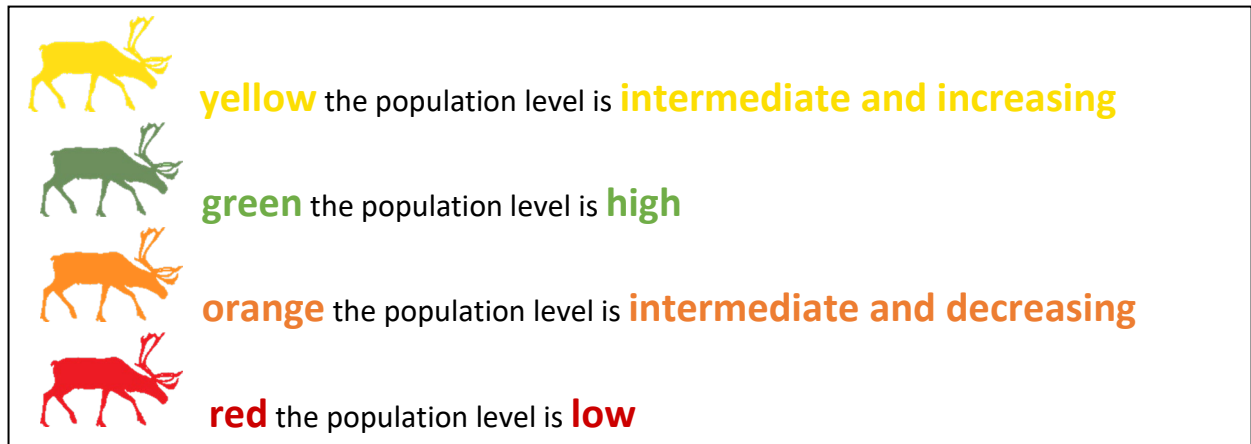 yellow the population level is intermediate and increasing
green the population level is high
orange the population level is intermediate and decreasing
red the population level is low